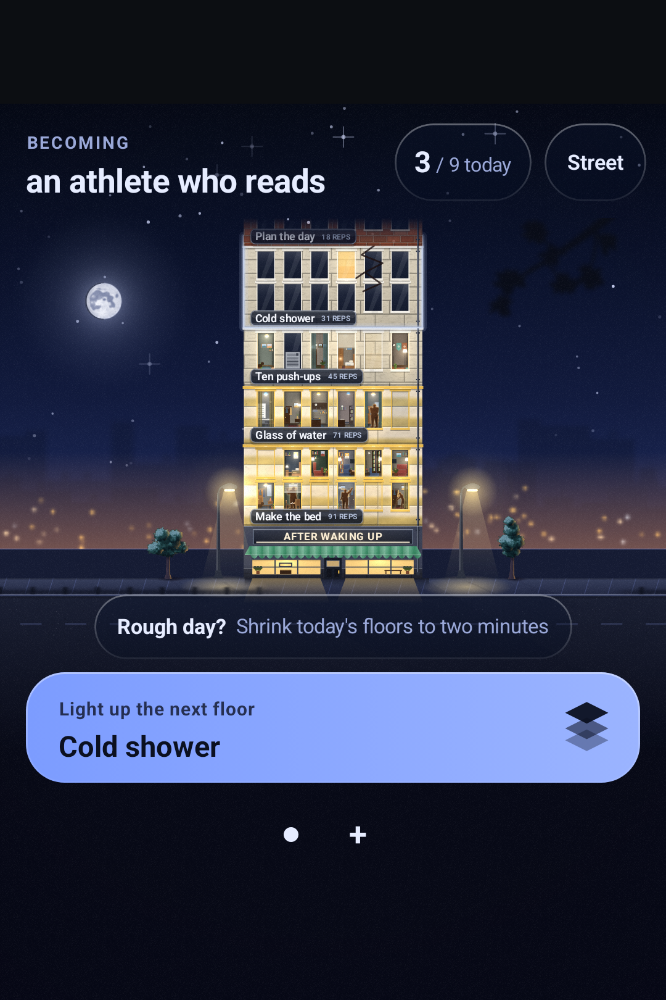 BECOMING
an athlete who reads
3 / 9 today
Street
Plan the day 18 REPS
Cold shower 31 REPS
Ten push-ups 45 REPS
Glass of water 71 REPS
Make the bed 91 REPS
AFTER WAKING UP
Rough day? Shrink today's floors to two minutes
Light up the next floor
Cold shower